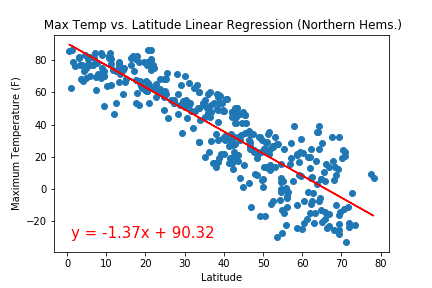 Max Temp vs. Latitude Linear Regression (Northern Hems.)
Maximum Temperature (F)
80
60
40
20
0
−20
y = -1.37x + 90.32
0 10 20 30 40 50 60 70 80
Latitude